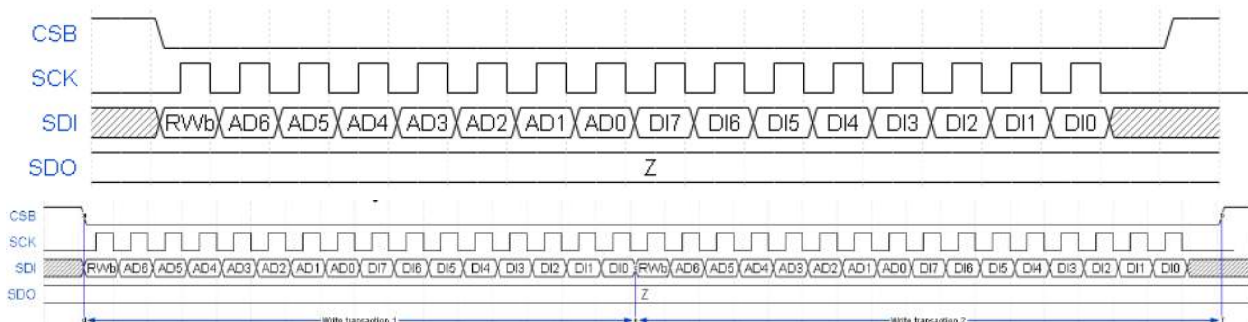 CSB
SCK
SDI RWb AD6 AD5 AD4 AD3 AD2 AD1 AD0 DI7 DI6 DI5 DI4 DI3 DI2 DI1 DI0
SDO Z
CSB
SCK
SDI RWb AD6 AD5 AD4 AD3 AD2 AD1 AD0 DI7 DI6 DI5 DI4 DI3 DI2 DI1 DI0 RWb AD6 AD5 AD4 AD3 AD2 AD1 AD0 DI7 DI6 DI5 DI4 DI3 DI2 DI1 DI0
SDO Z
Write transaction 1 Write transaction 2